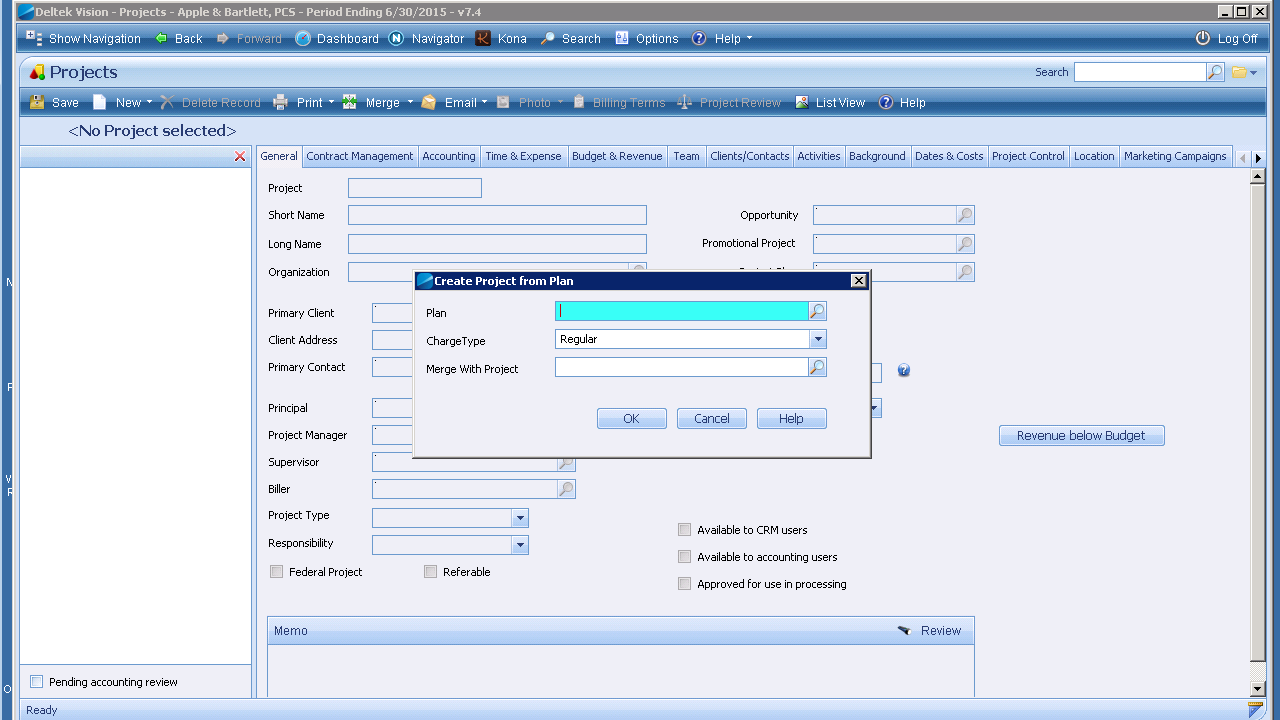 Deltek Vision - Projects - Apple & Bartlett, PCS - Period Ending 6/30/2015 - v7.4
Show Navigation Back Forward Dashboard Navigator Kona Search Options Help Log Off
Projects Search
Save New Delete Record Print Merge Email Photo Billing Terms Project Review List View Help
<No Project selected>
General Contract Management Accounting Time & Expense Budget & Revenue Team Clients/Contacts Activities Background Dates & Costs Project Control Location Marketing Campaigns
Project
Short Name Opportunity
Long Name Promotional Project
Organization
Create Project from Plan
Plan
ChargeType Regular
Merge With Project
OK Cancel Help
Primary Client
Client Address
Primary Contact
Principal
Project Manager Revenue below Budget
Supervisor
Biller
Project Type
Responsibility
Available to CRM users
Available to accounting users
Federal Project Referable
Approved for use in processing
Memo Review
Pending accounting review
Ready